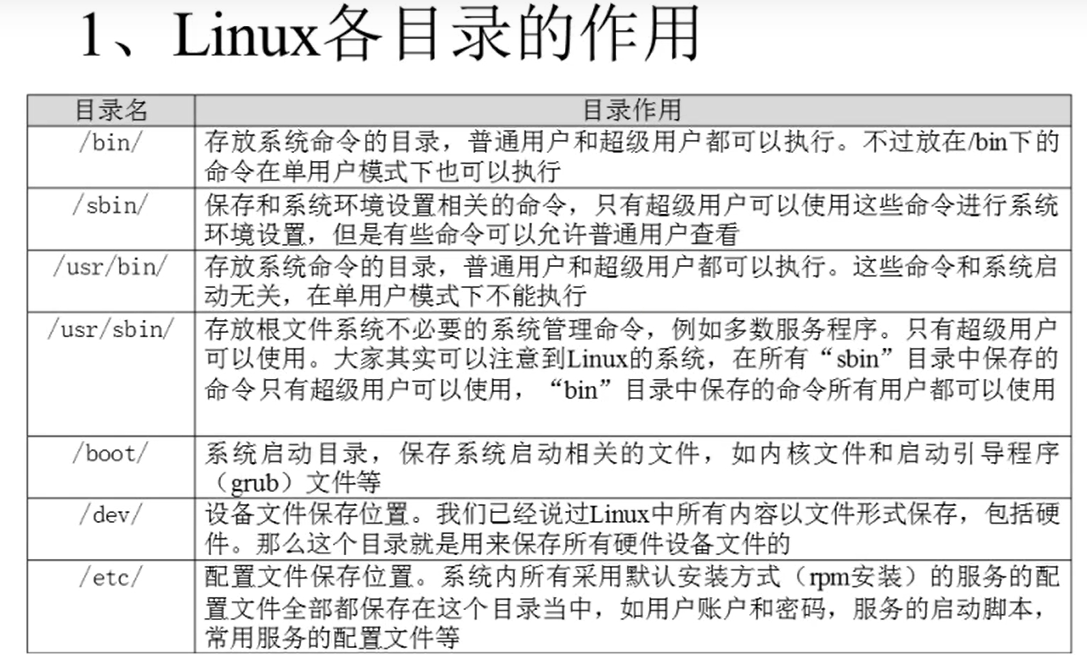 1、Linux各目录的作用
目录名 目录作用
/bin/ 存放系统命令的目录，普通用户和超级用户都可以执行。不过放在/bin下的
命令在单用户模式下也可以执行
/sbin/ 保存和系统环境设置相关的命令，只有超级用户可以使用这些命令进行系统
环境设置，但是有些命令可以允许普通用户查看
/usr/bin/ 存放系统命令的目录，普通用户和超级用户都可以执行。这些命令和系统启
动无关，在单用户模式下不能执行
/usr/sbin/ 存放根文件系统不必要的系统管理命令，例如多数服务程序。只有超级用户
可以使用。大家其实可以注意到Linux的系统，在所有“sbin”目录中保存的
命令只有超级用户可以使用，“bin”目录中保存的命令所有用户都可以使用
/boot/ 系统启动目录，保存系统启动相关的文件，如内核文件和启动引导程序
（grub）文件等
/dev/ 设备文件保存位置。我们已经说过Linux中所有内容以文件形式保存，包括硬
件。那么这个目录就是用来保存所有硬件设备文件的
/etc/ 配置文件保存位置。系统内所有采用默认安装方式（rpm安装）的服务的配
置文件全部都保存在这个目录当中，如用户账户和密码，服务的启动脚本，
常用服务的配置文件等